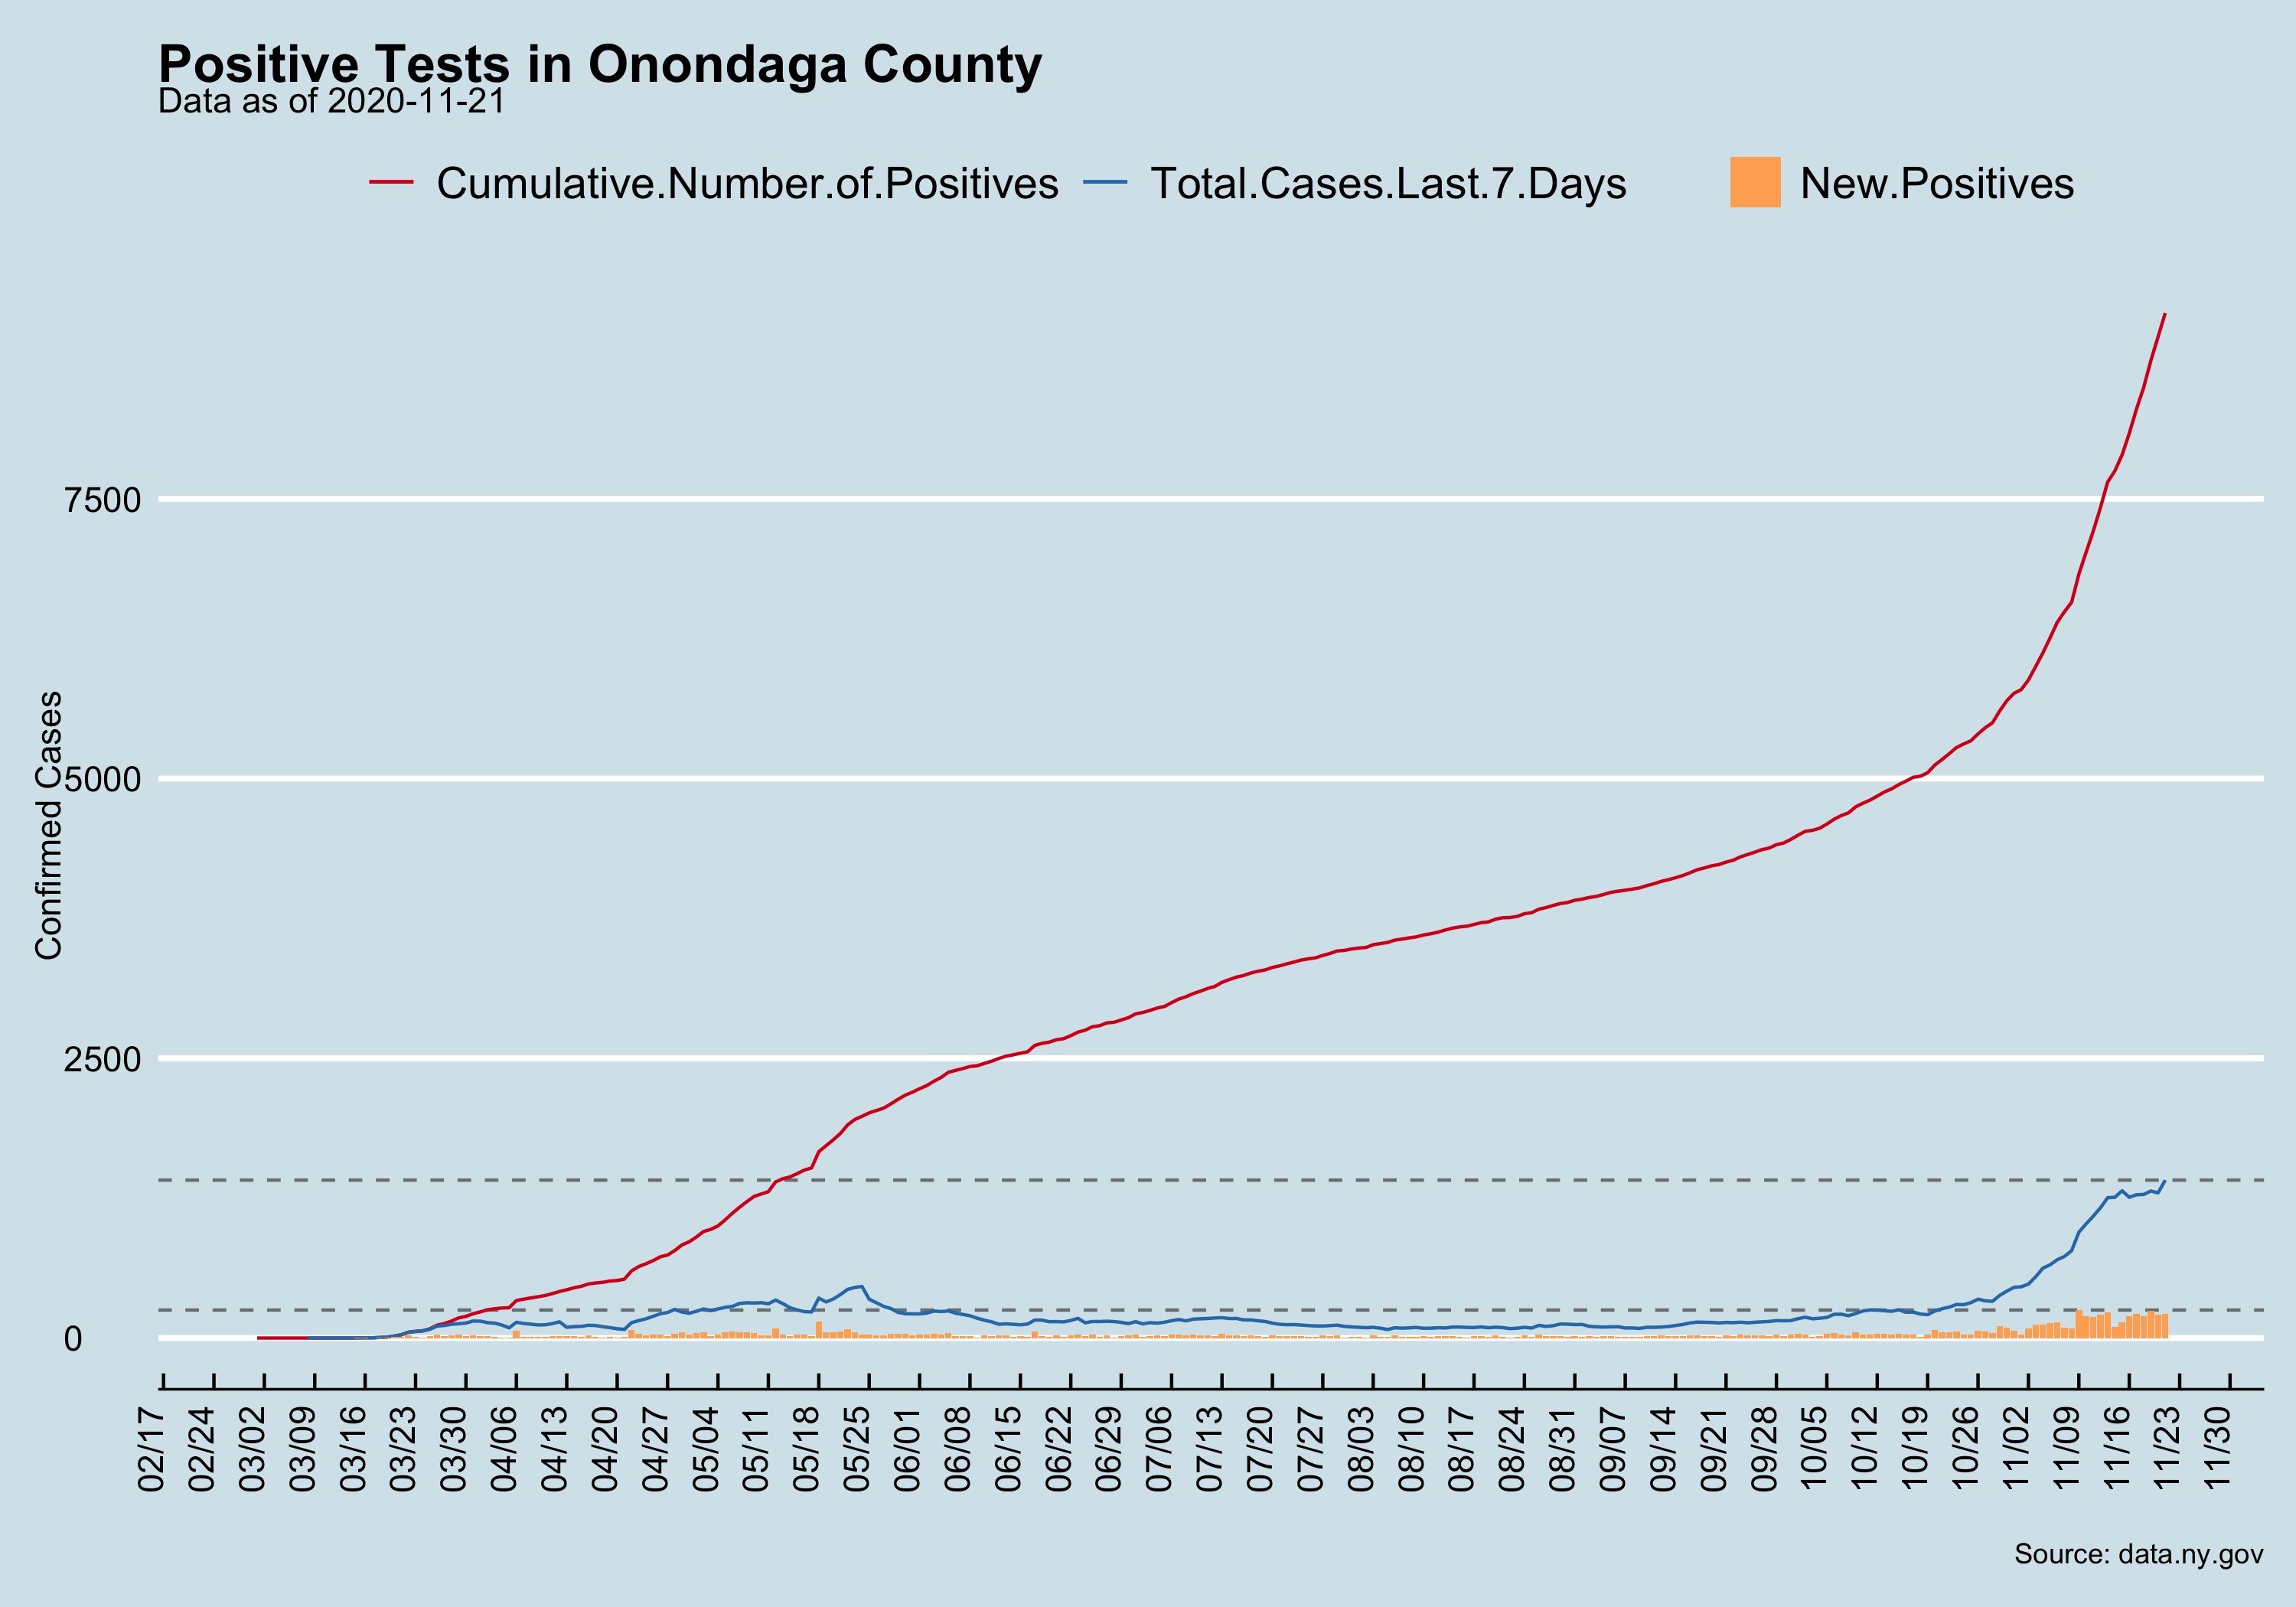 Positive Tests in Onondaga County
Data as of 2020-11-21
Cumulative.Number.of.Positives Total.Cases.Last.7.Days New.Positives
Confirmed Cases
7500
5000
2500
0
02/17 02/24 03/02 03/09 03/16 03/23 03/30 04/06 04/13 04/20 04/27 05/04 05/11 05/18 05/25 06/01 06/08 06/15 06/22 06/29 07/06 07/13 07/20 07/27 08/03 08/10 08/17 08/24 08/31 09/07 09/14 09/21 09/28 10/05 10/12 10/19 10/26 11/02 11/09 11/16 11/23 11/30
Source: data.ny.gov